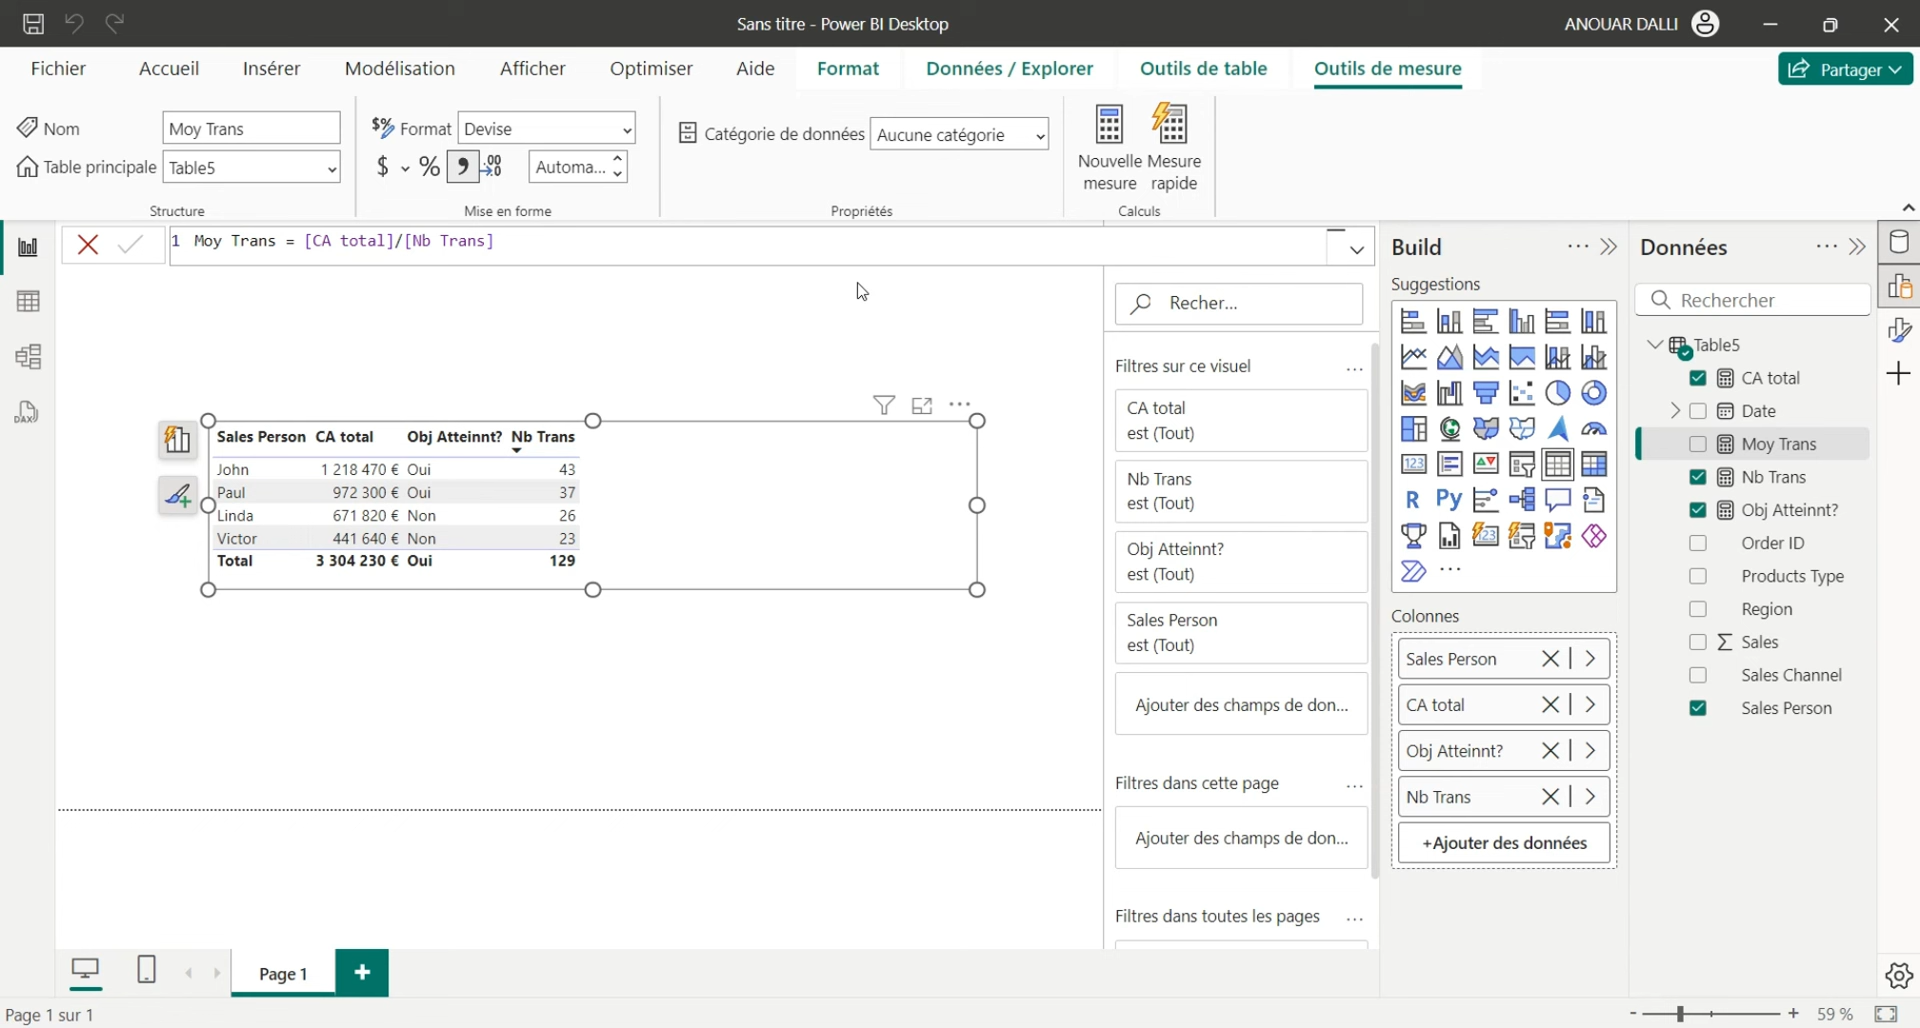 Sans titre - Power BI Desktop
ANOUAR DALLI
Fichier
Accueil
Insérer
Modélisation
Afficher
Optimiser
Aide
Format
Données / Explorer
Outils de table
Outils de mesure
Partager
Nom
Moy Trans
Table principale
Table5
Structure
$% Format
Devise
$
%
,
.00
Automa...
Mise en forme
Catégorie de données
Aucune catégorie
Propriétés
Nouvelle mesure
Mesure rapide
Calculs
1 Moy Trans = [CA total]/[Nb Trans]
Sales Person CA total Obj Atteinnt? Nb Trans
John 1 218 470 € Oui 43
Paul 972 300 € Oui 37
Linda 671 820 € Non 26
Victor 441 640 € Non 23
Total 3 304 230 € Oui 129
Recher...
Filtres sur ce visuel
...
CA total
est (Tout)
Nb Trans
est (Tout)
Obj Atteinnt?
est (Tout)
Sales Person
est (Tout)
Ajouter des champs de don...
Filtres dans cette page
...
Ajouter des champs de don...
Filtres dans toutes les pages
...
Build
...
Suggestions
123
R
Py
123
...
Colonnes
Sales Person
CA total
Obj Atteinnt?
Nb Trans
+Ajouter des données
Données
...
Rechercher
Table5
CA total
Date
Moy Trans
Nb Trans
Obj Atteinnt?
Order ID
Products Type
Region
Σ Sales
Sales Channel
Sales Person
DAX
Page 1
+
Page 1 sur 1
- + 59 %